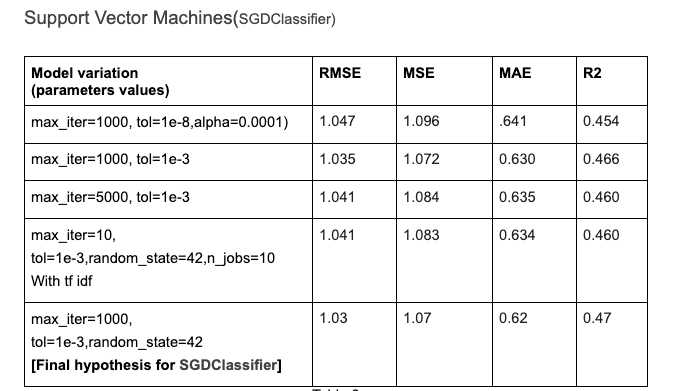 Support Vector Machines(SGDClassifier)
Model variation RMSE MSE MAE R2
(parameters values)
max_iter=1000, tol=1e-8,alpha=0.0001) 1.047 1.096 .641 0.454
max_iter=1000, tol=1e-3 1.035 1.072 0.630 0.466
max_iter=5000, tol=1e-3 1.041 1.084 0.635 0.460
max_iter=10, 1.041 1.083 0.634 0.460
tol=1e-3,random_state=42,n_jobs=10
With tf idf
max_iter=1000, 1.03 1.07 0.62 0.47
tol=1e-3,random_state=42
[Final hypothesis for SGDClassifier]